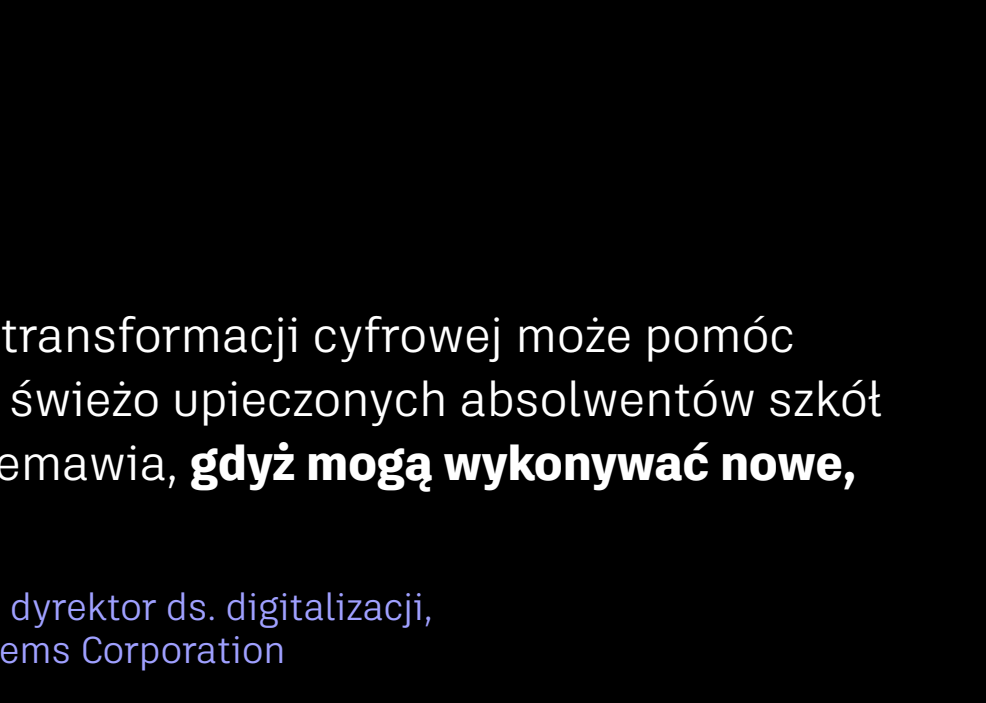 transformacji cyfrowej może pomóc
świeżo upieczonych absolwentów szkół
emawia, gdyż mogą wykonywać nowe,
dyrektor ds. digitalizacji,
ems Corporation